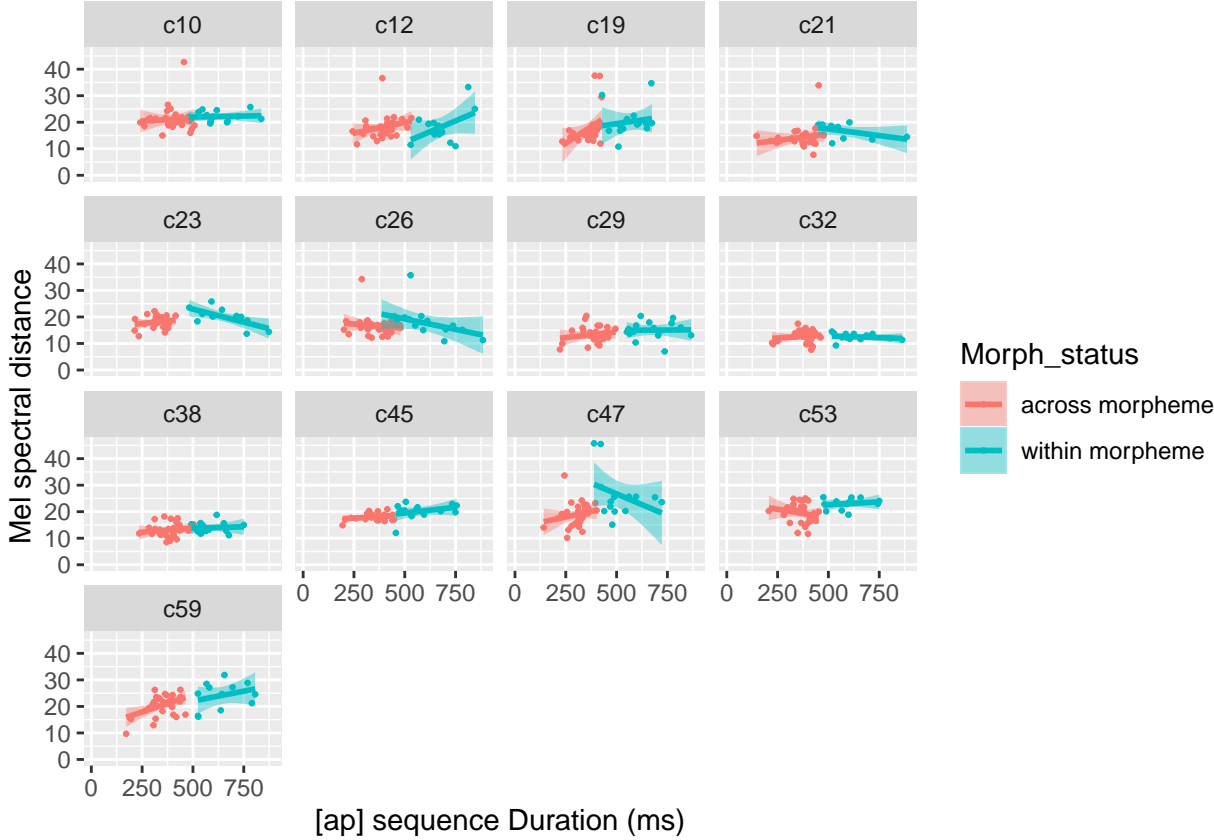 c10 c12 c19 c21
40
30
20
10
0
c23 c26 c29 c32
40
30
20
10
0
c38 c45 c47 c53
40
30
20
10
0
0 250 500 750 0 250 500 750 0 250 500 750
c59
40
30
20
10
0
0 250 500 750
Mel spectral distance
[ap] sequence Duration (ms)
Morph_status
across morpheme
within morpheme